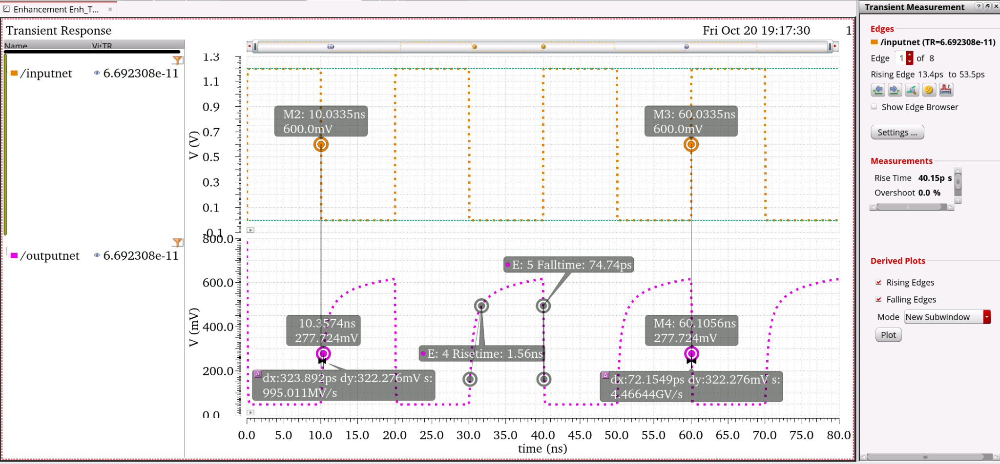 Enhancement Enh_T... ×
Transient Response
Fri Oct 20 19:17:30 1
Name Vi TR
/inputnet 6.692308e-11
/outputnet 6.692308e-11
1.3
1.1
0.9
0.7
0.5
0.3
0.1
-0.1
V (V)
M2: 10.0335ns
600.0mV
M3: 60.0335ns
600.0mV
800.0
600.0
400.0
200.0
0.0
V (mV)
E: 5 Falltime: 74.74ps
10.3574ns
277.724mV
M4: 60.1056ns
277.724mV
E: 4 Risetime: 1.56ns
dx:323.892ps dy:322.276mV s:
995.011MV/s
dx:72.1549ps dy:322.276mV s:
4.46644GV/s
0.0 5.0 10.0 15.0 20.0 25.0 30.0 35.0 40.0 45.0 50.0 55.0 60.0 65.0 70.0 75.0 80.0
time (ns)
Transient Measurement
Edges
/inputnet (TR=6.692308e-11)
Edge 1 of 8
Rising Edge 13.4ps to 53.5ps
Show Edge Browser
Settings ...
Measurements
Rise Time 40.15p s
Overshoot 0.0 %
Derived Plots
Rising Edges
Falling Edges
Mode New Subwindow
Plot